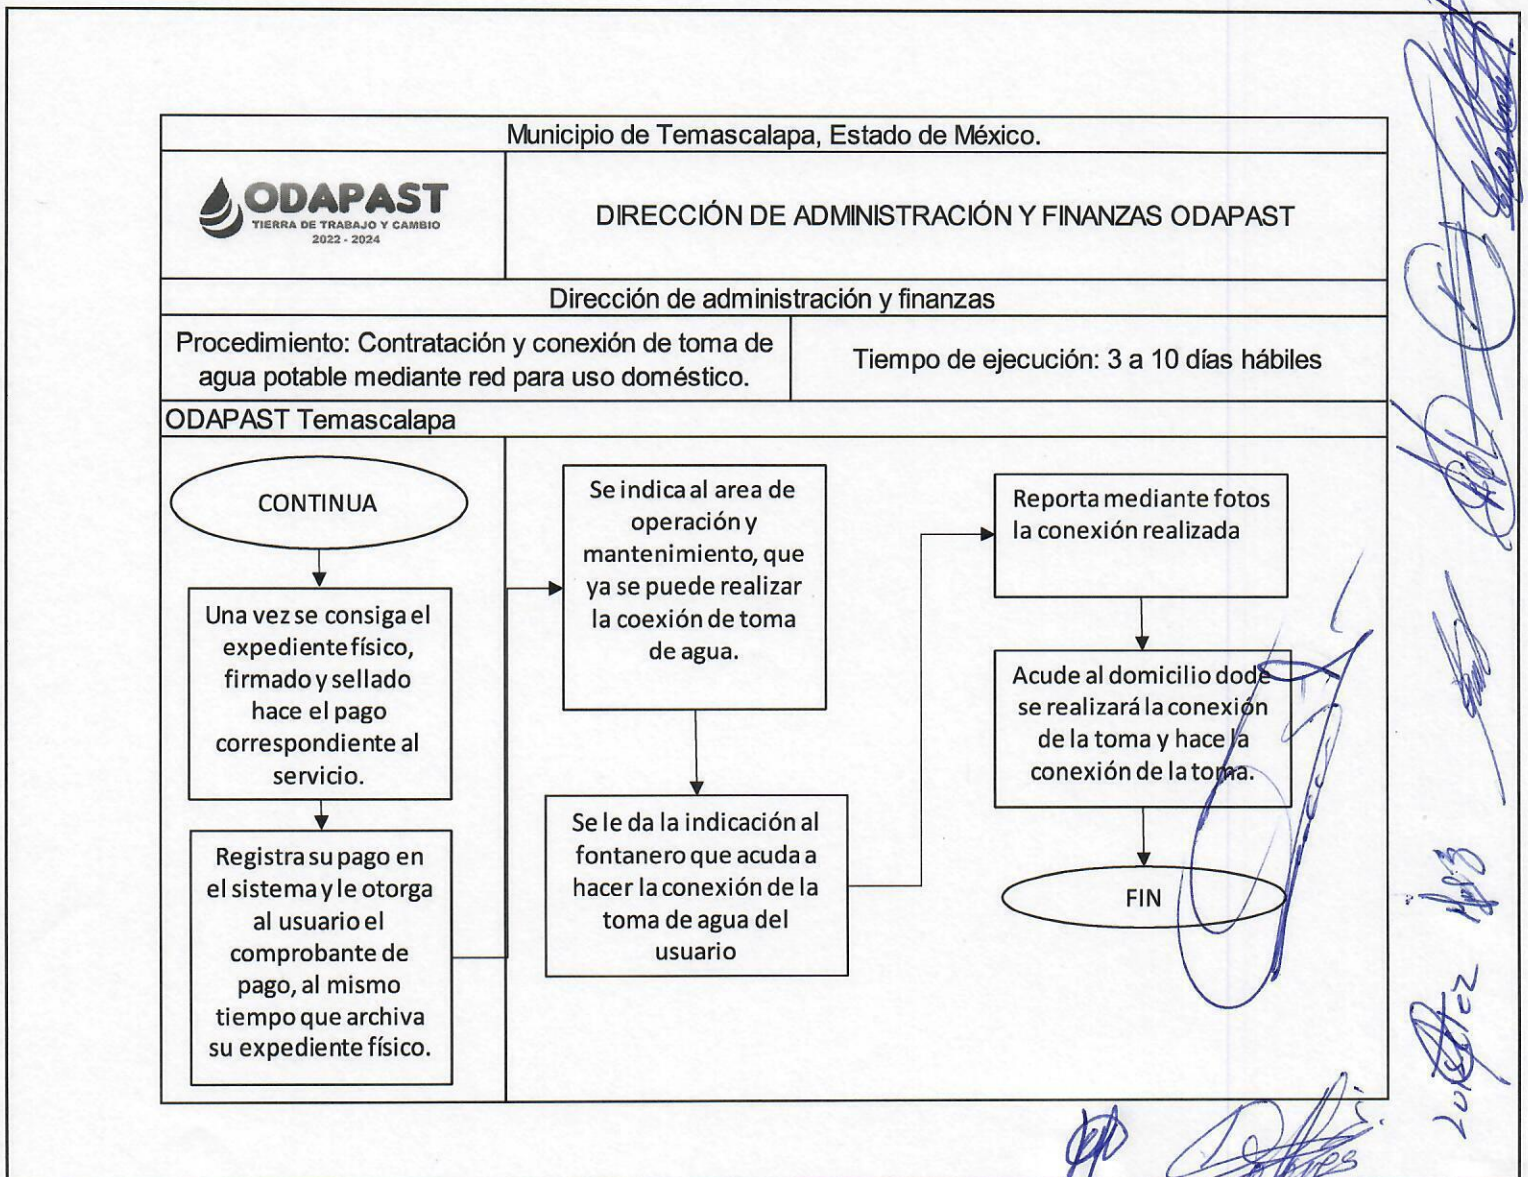 Municipio de Temascalapa, Estado de México.
ODAPAST
TIERRA DE TRABAJO Y CAMBIO
2022 - 2024
DIRECCIÓN DE ADMINISTRACIÓN Y FINANZAS ODAPAST
Dirección de administración y finanzas
Procedimiento: Contratación y conexión de toma de
agua potable mediante red para uso doméstico.
Tiempo de ejecución: 3 a 10 días hábiles
ODAPAST Temascalapa
CONTINUA
Una vez se consiga el
expediente físico,
firmado y sellado
hace el pago
correspondiente al
servicio.
Registra su pago en
el sistema y le otorga
al usuario el
comprobante de
pago, al mismo
tiempo que archiva
su expediente físico.
Se indica al area de
operación y
mantenimiento, que
ya se puede realizar
la coexión de toma
de agua.
Se le da la indicación al
fontanero que acuda a
hacer la conexión de la
toma de agua del
usuario
Reporta mediante fotos
la conexión realizada
Acude al domicilio dode
se realizará la conexión
de la toma y hace la
conexión de la toma.
FIN